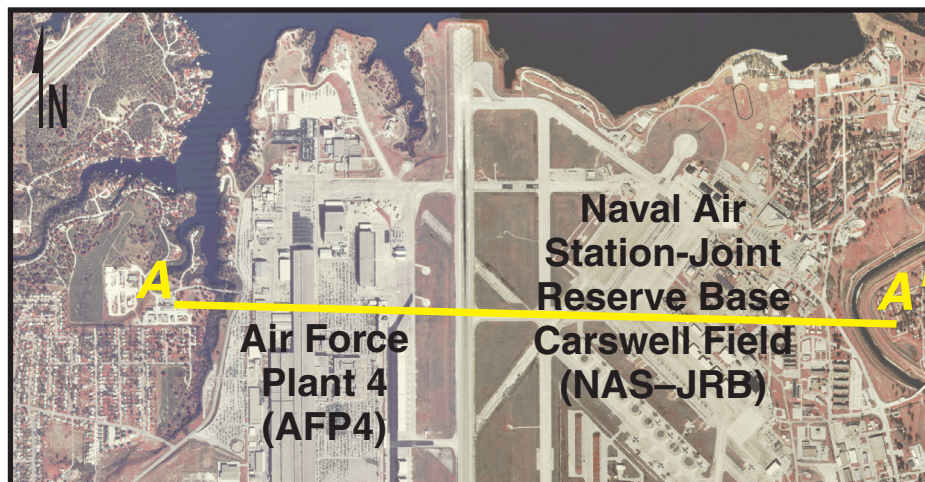 N
Naval Air
Station-Joint
Reserve Base
Carswell Field
(NAS–JRB)
A
A'
Air Force
Plant 4
(AFP4)